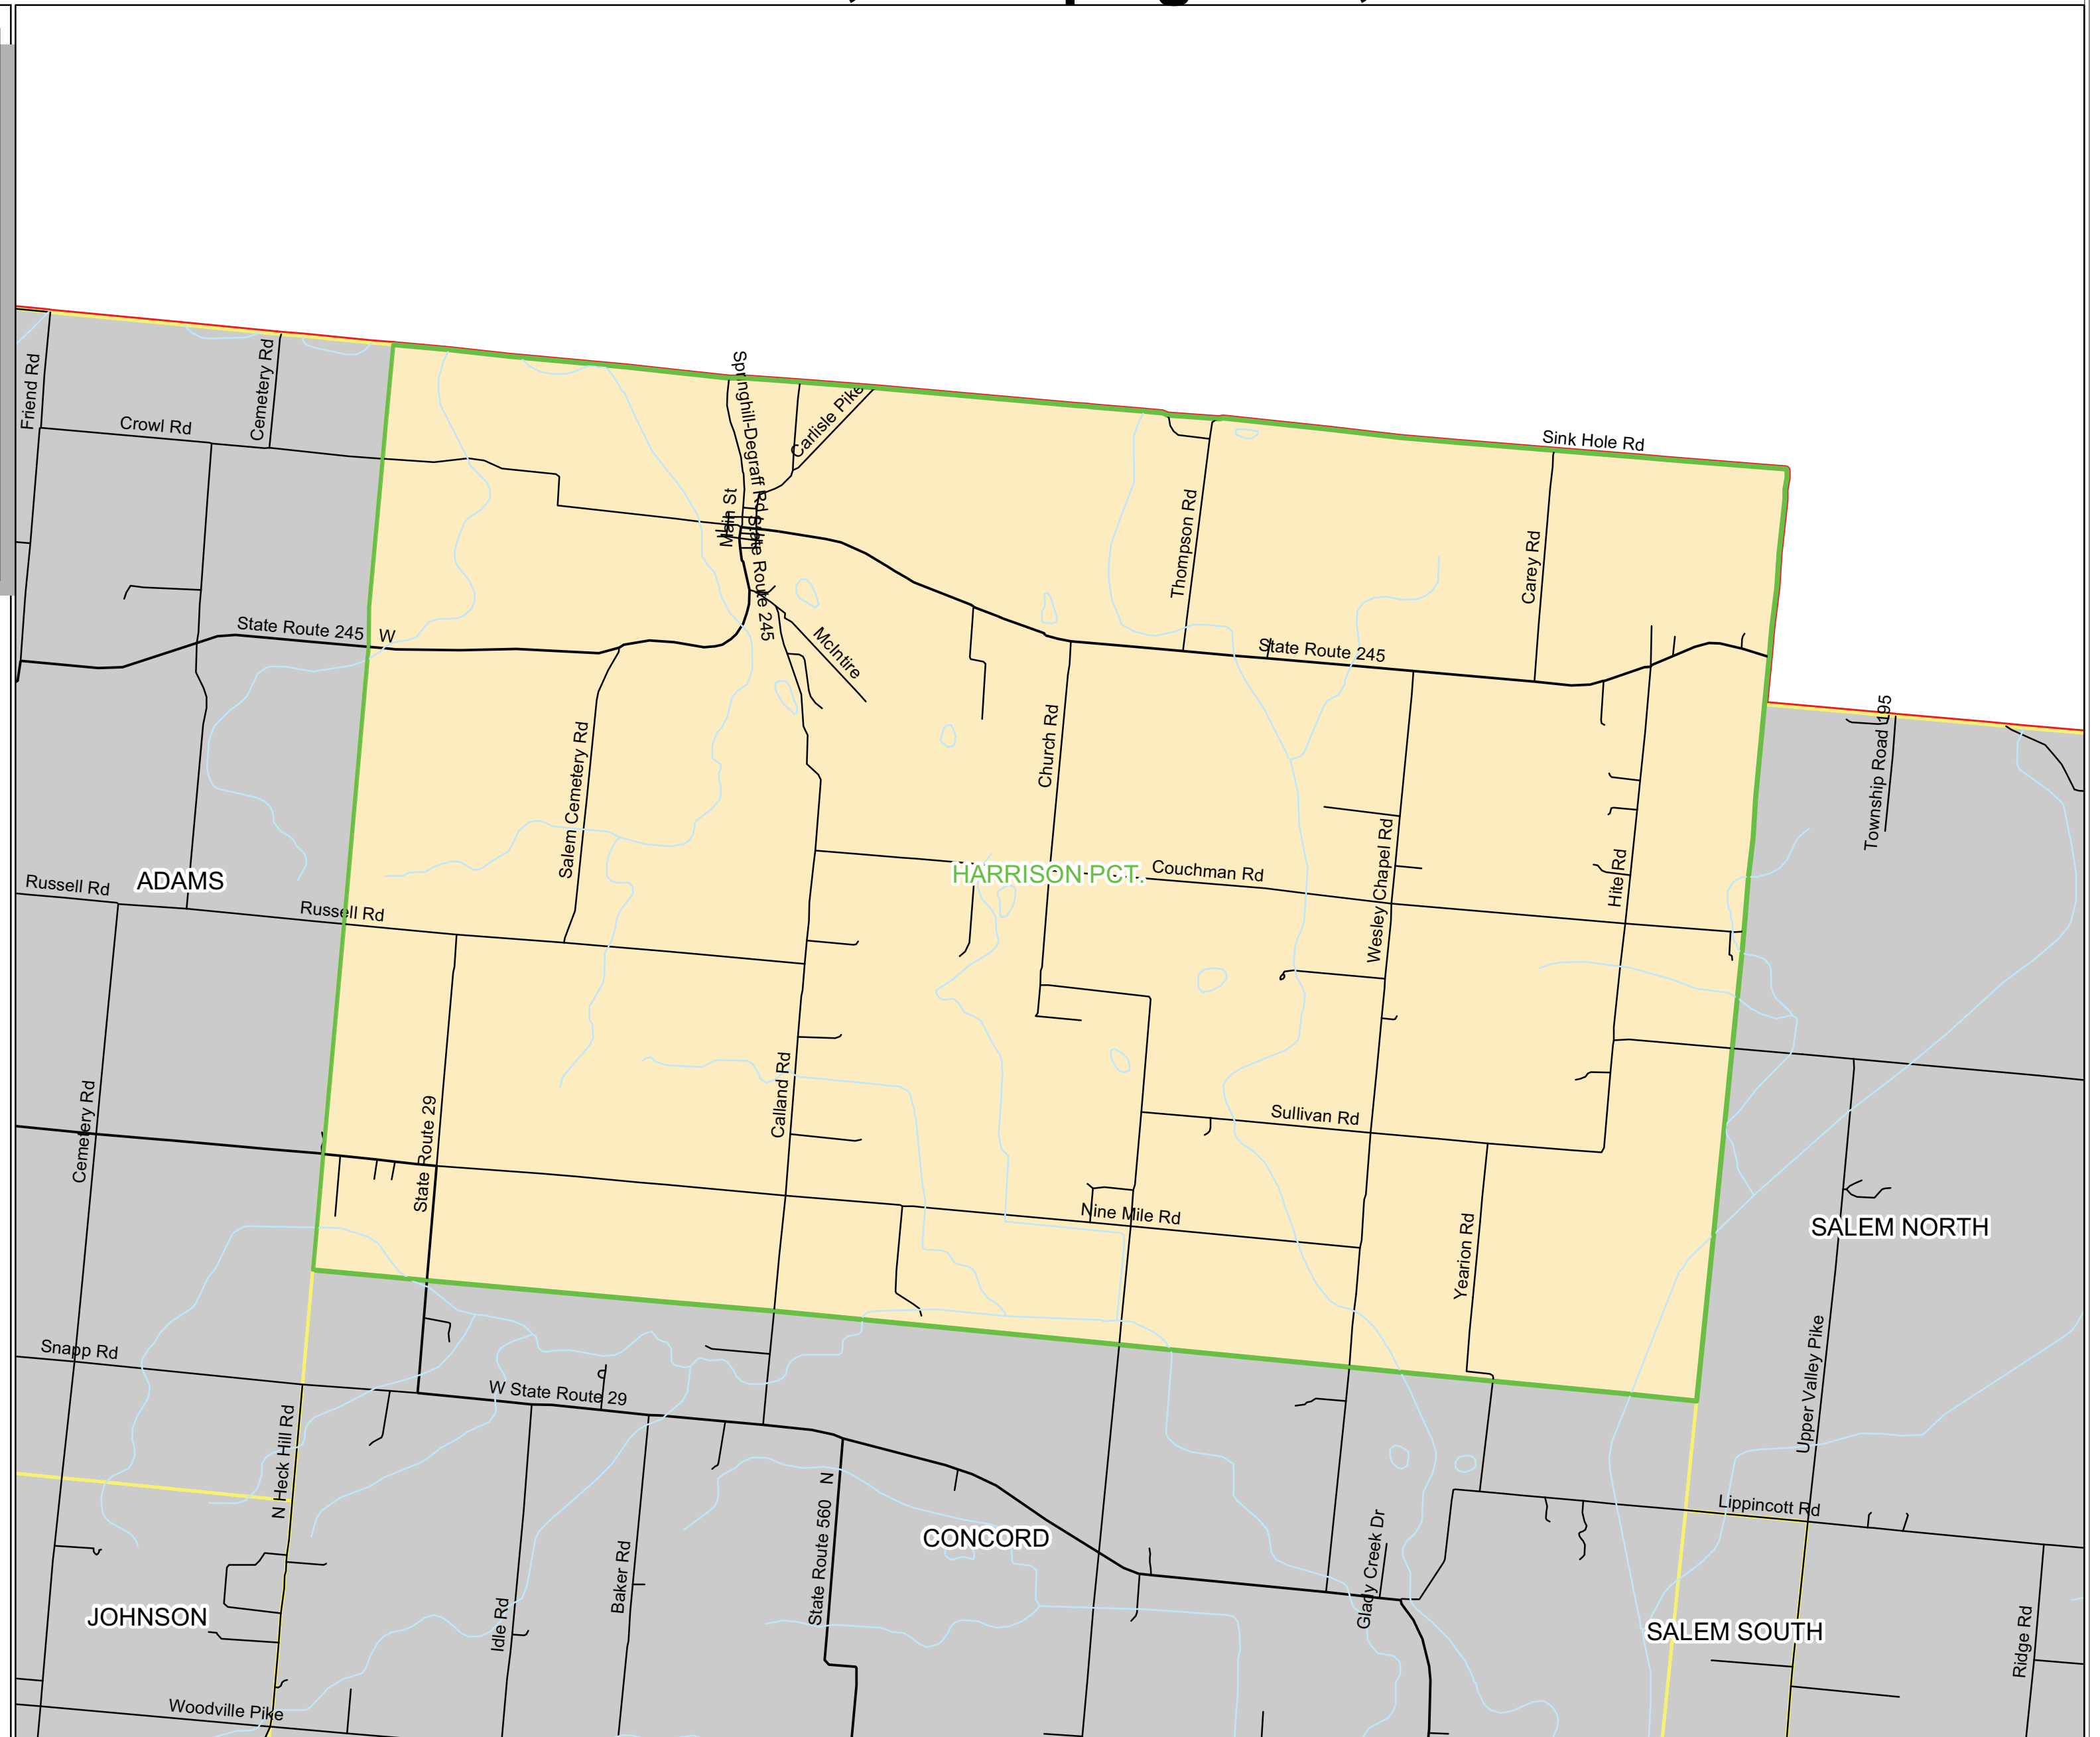 Friend Rd
Cemetery Rd
Crowl Rd
Springhill-Degraff Rd
Carlisle Pike
Sink Hole Rd
Main St
State Route 245
Thompson Rd
Carey Rd
State Route 245 W
McIntire
State Route 245
Church Rd
Salem Cemetery Rd
Township Road 195
Wesley Chapel Rd
Hite Rd
ADAMS
HARRISON PCT.
Couchman Rd
Russell Rd
Russell Rd
Cemetery Rd
State Route 29
Calland Rd
Sullivan Rd
Nine Mile Rd
Yearion Rd
SALEM NORTH
Snapp Rd
W State Route 29
Upper Valley Pike
N Heck Hill Rd
State Route 560 N
Lippincott Rd
CONCORD
Glady Creek Dr
Baker Rd
Idle Rd
JOHNSON
SALEM SOUTH
Ridge Rd
Woodville Pike